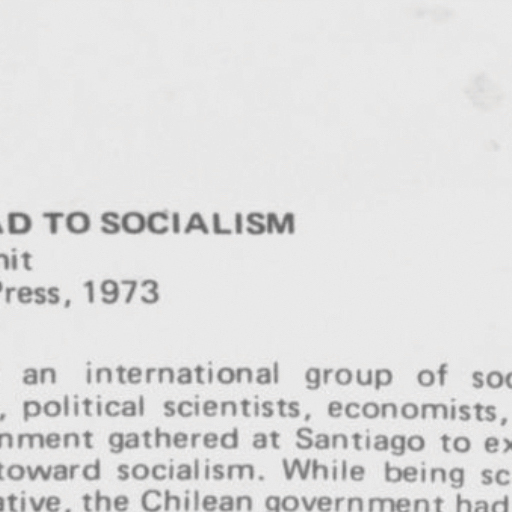 AD TO SOCIALISM
nit
Press, 1973
an international group of soc
, political scientists, economists,
nment gathered at Santiago to ex
toward socialism. While being sc
ative, the Chilean government had